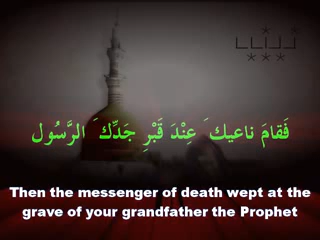 فَقامَ ناعيك َ عِنْدَ قَبْرِ جَدِّك َ الرَّسُول
Then the messenger of death wept at the
grave of your grandfather the Prophet